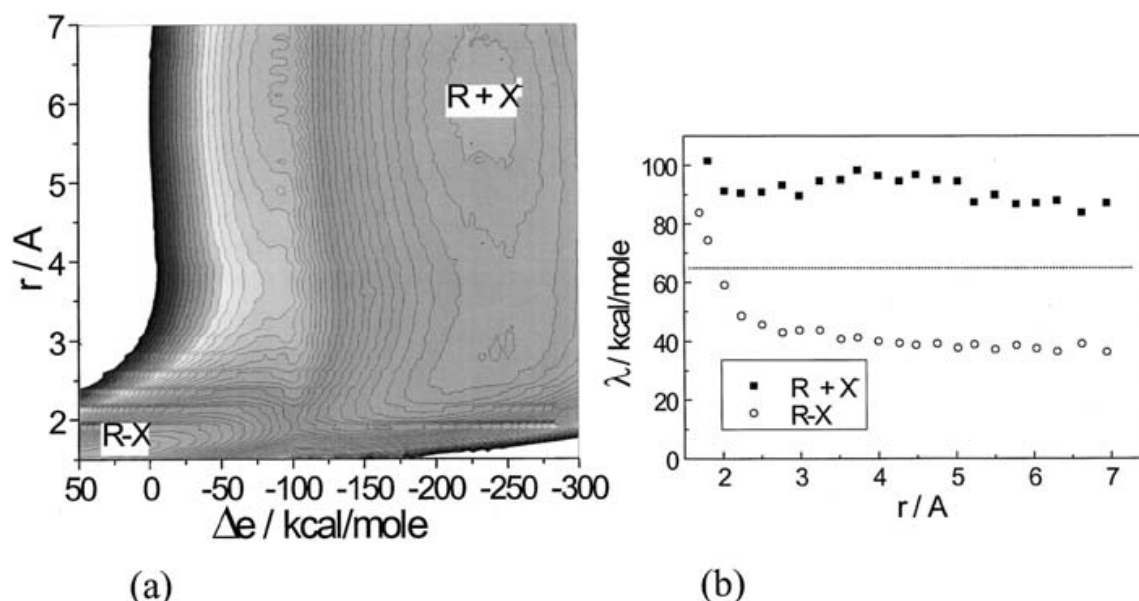 7
6
5
4
3
2
r / A
R + X
R-X
50
0
-50
-100
-150
-200
-250
-300
Δe / kcal/mole
(a)
100
80
60
40
20
0
λ / kcal/mole
R + X⁻
R-X
2
3
4
5
6
7
r / A
(b)